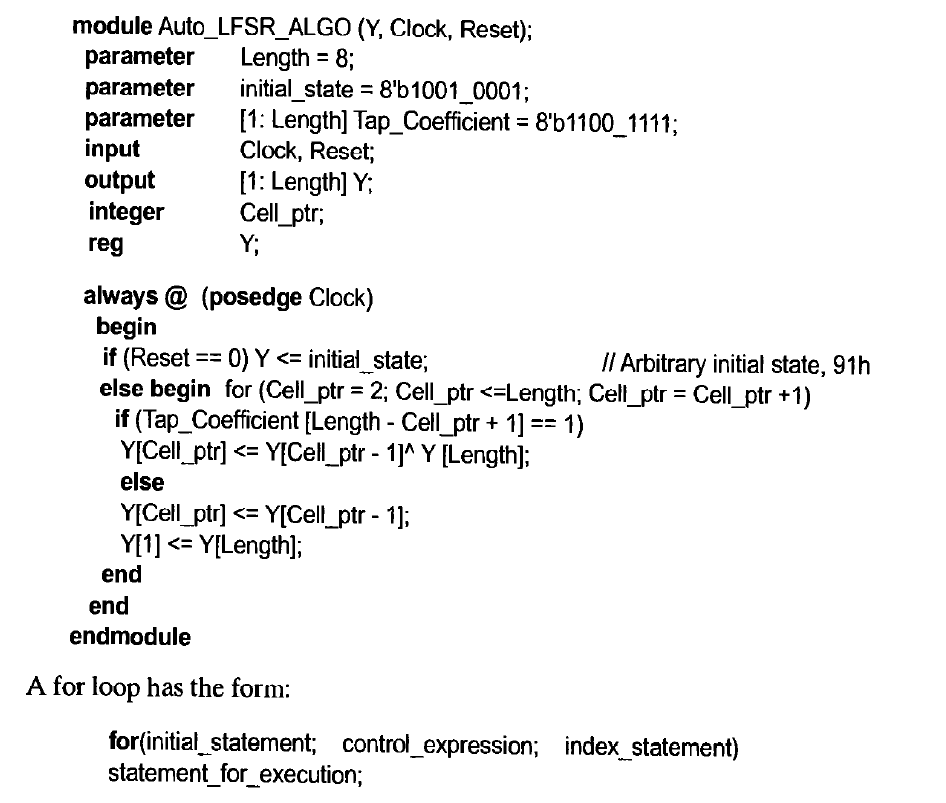 module Auto_LFSR_ALGO (Y, Clock, Reset);
parameter Length = 8;
parameter initial_state = 8'b1001_0001;
parameter [1: Length] Tap_Coefficient = 8'b1100_1111;
input Clock, Reset;
output [1: Length] Y;
integer Cell_ptr;
reg Y;
always @ (posedge Clock)
begin
if (Reset == 0) Y <= initial_state; // Arbitrary initial state, 91h
else begin for (Cell_ptr = 2; Cell_ptr <=Length; Cell_ptr = Cell_ptr +1)
if (Tap_Coefficient [Length - Cell_ptr + 1] == 1)
Y[Cell_ptr] <= Y[Cell_ptr - 1]^ Y [Length];
else
Y[Cell_ptr] <= Y[Cell_ptr - 1];
Y[1] <= Y[Length];
end
end
endmodule
A for loop has the form:
for(initial_statement; control_expression; index_statement)
statement_for_execution;